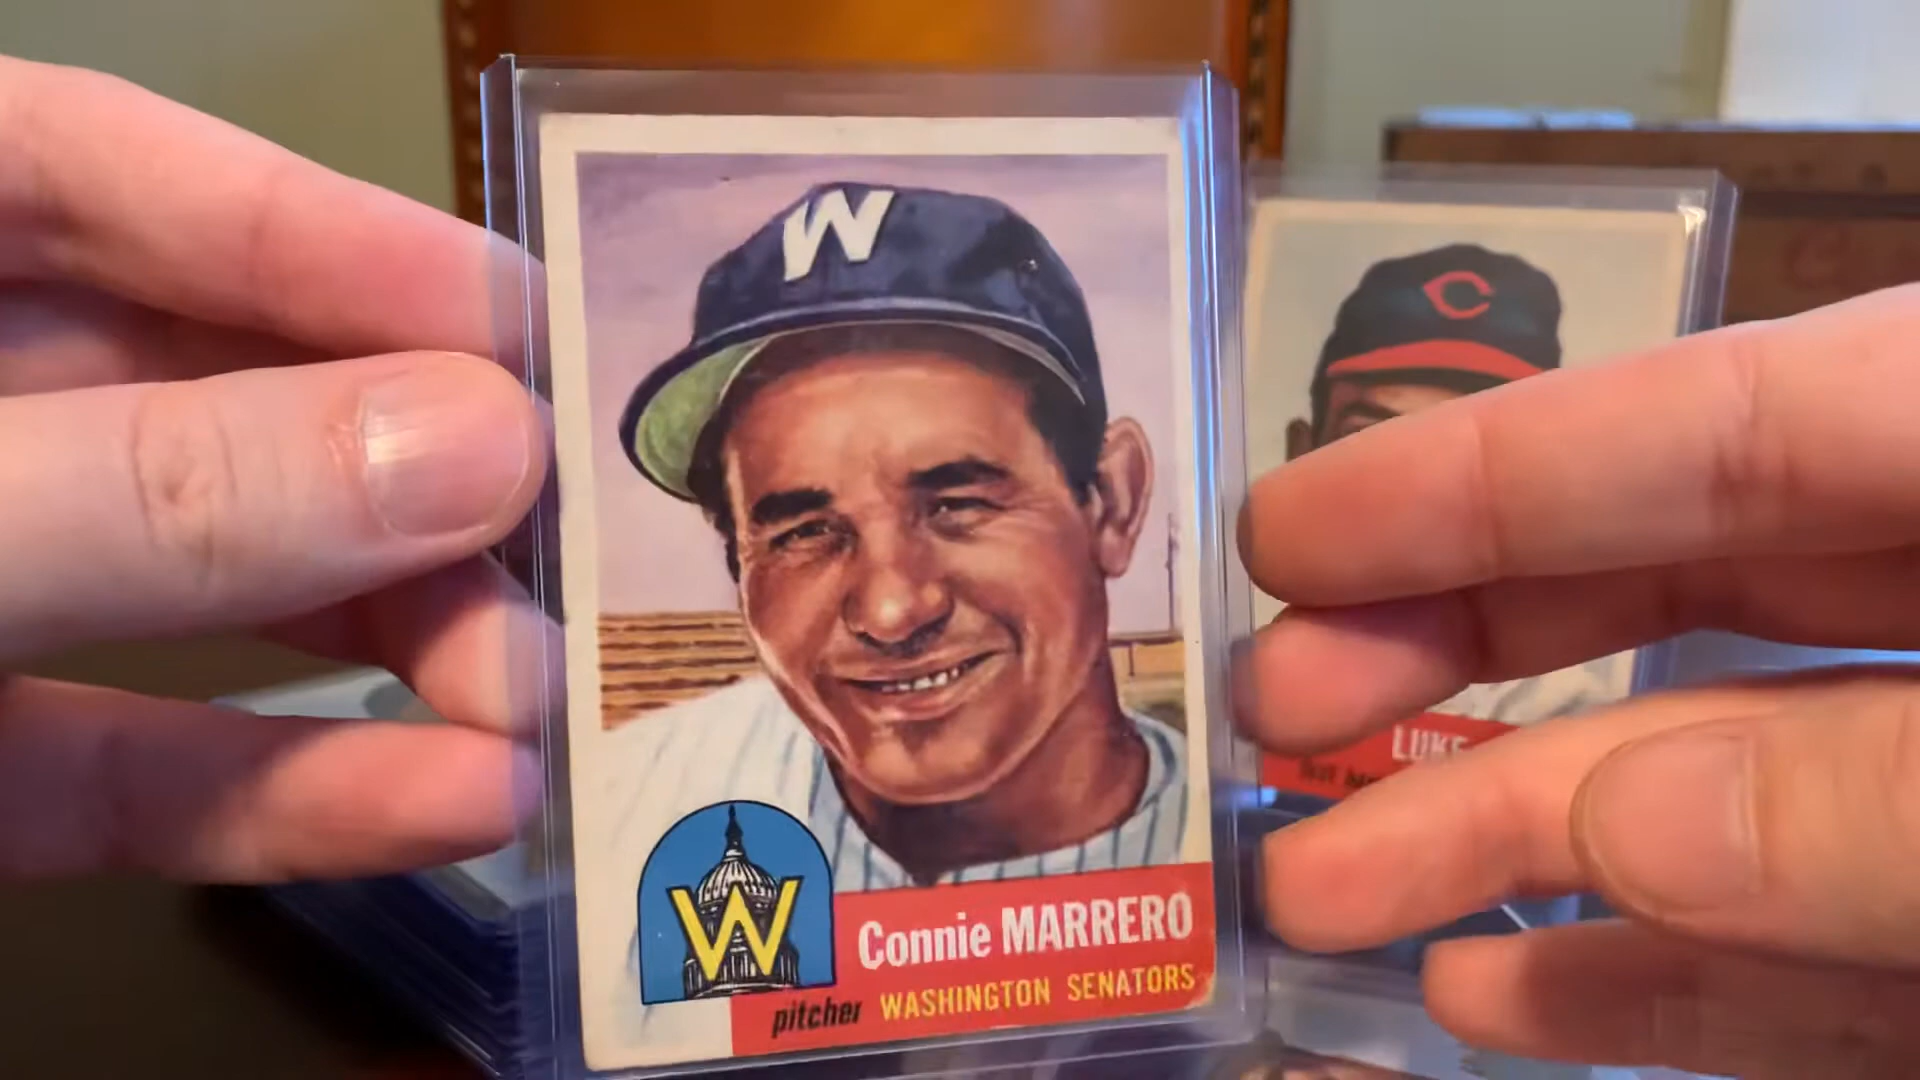 W
C
LUKE
W
Connie MARRERO
pitcher WASHINGTON SENATORS